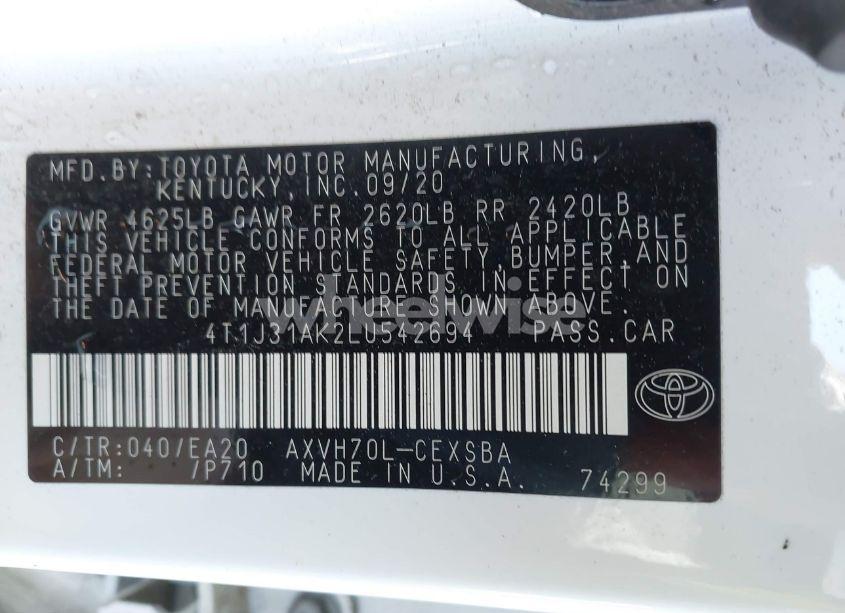 MFD.BY:TOYOTA MOTOR MANUFACTURING,
KENTUCKY,INC.09/20
GVWR 4625LB GAWR FR 2620LB RR 2420LB
THIS VEHICLE CONFORMS TO ALL APPLICABLE
FEDERAL MOTOR VEHICLE SAFETY,BUMPER,AND
THEFT PREVENTION STANDARDS IN EFFECT ON
THE DATE OF MANUFACTURE SHOWN ABOVE.
wheelwise
4T1J31AK2LU542694 PASS.CAR
C/TR:040/EA20 AXVH70L-CEXSBA
A/TM: /P710 MADE IN U.S.A. 74299